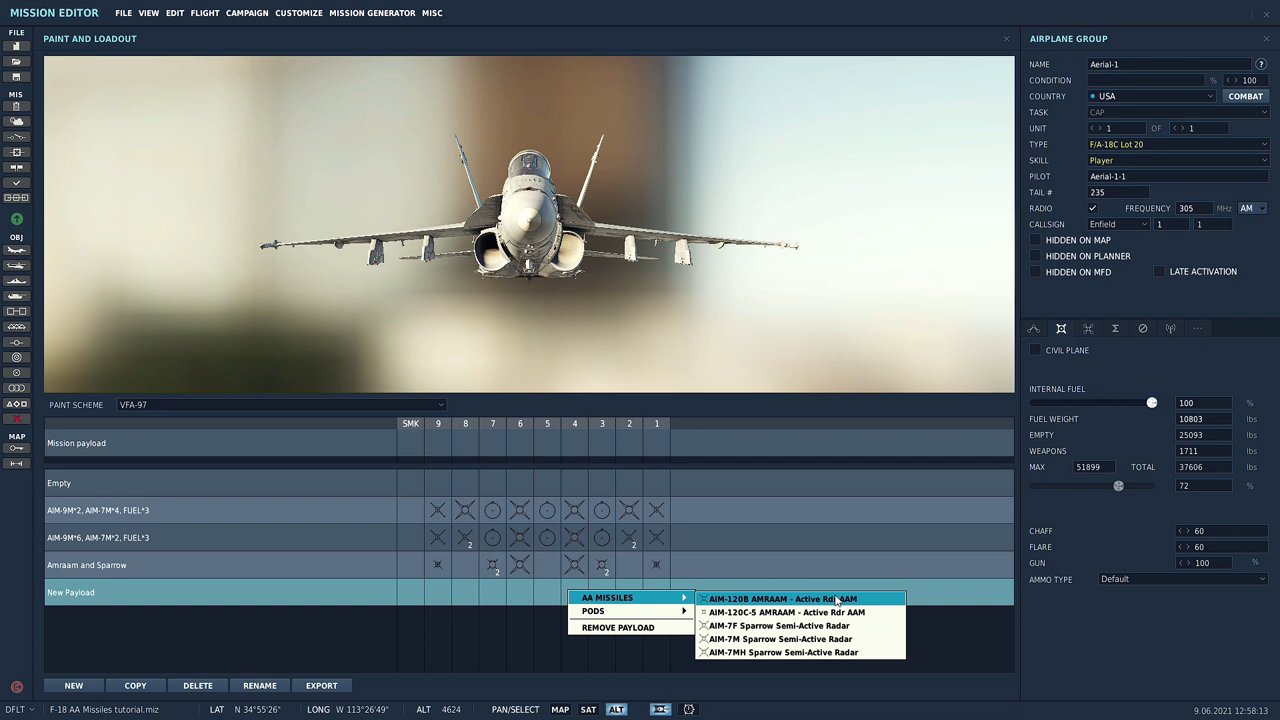 MISSION EDITOR
FILE VIEW EDIT FLIGHT CAMPAIGN CUSTOMIZE MISSION GENERATOR MISC
FILE
MIS
OBJ
MAP
PAINT AND LOADOUT
PAINT SCHEME VFA-97
SMK 9 8 7 6 5 4 3 2 1
Mission payload
Empty
AIM-9M*2, AIM-7M*4, FUEL*3
AIM-9M*6, AIM-7M*2, FUEL*3
2 2
Amraam and Sparrow
2 2
New Payload
AA MISSILES
PODS
REMOVE PAYLOAD
AIM-120B AMRAAM - Active Rdr AAM
AIM-120C-5 AMRAAM - Active Rdr AAM
AIM-7F Sparrow Semi-Active Radar
AIM-7M Sparrow Semi-Active Radar
AIM-7MH Sparrow Semi-Active Radar
NEW COPY DELETE RENAME EXPORT
AIRPLANE GROUP
NAME Aerial-1 ?
CONDITION % < > 100
COUNTRY USA COMBAT
TASK CAP
UNIT < > 1 OF < > 1
TYPE F/A-18C Lot 20
SKILL Player
PILOT Aerial-1-1
TAIL # 235
RADIO FREQUENCY 305 MHz AM
CALLSIGN Enfield 1 1
HIDDEN ON MAP
HIDDEN ON PLANNER
HIDDEN ON MFD LATE ACTIVATION
CIVIL PLANE
INTERNAL FUEL
100 %
FUEL WEIGHT 10803 lbs
EMPTY 25093 lbs
WEAPONS 1711 lbs
MAX 51899 TOTAL 37606 lbs
72 %
CHAFF < > 60
FLARE < > 60
GUN < > 100 %
AMMO TYPE Default
DFLT F-18 AA Missiles tutorial.miz LAT N 34°55'26" LONG W 113°26'49" ALT 4624 PAN/SELECT MAP SAT ALT 9.06.2021 12:58:13